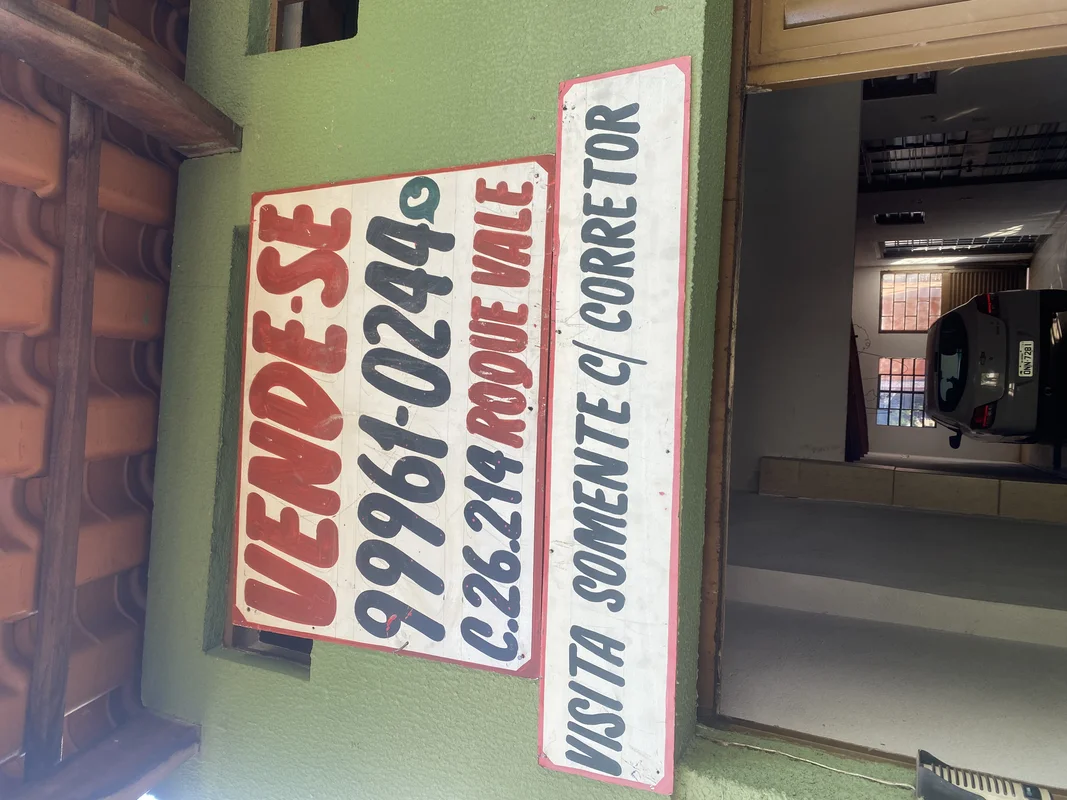 VENDE-SE
99961-0244
C.26.214 ROQUE VALE
VISITA SOMENTE C/ CORRETOR